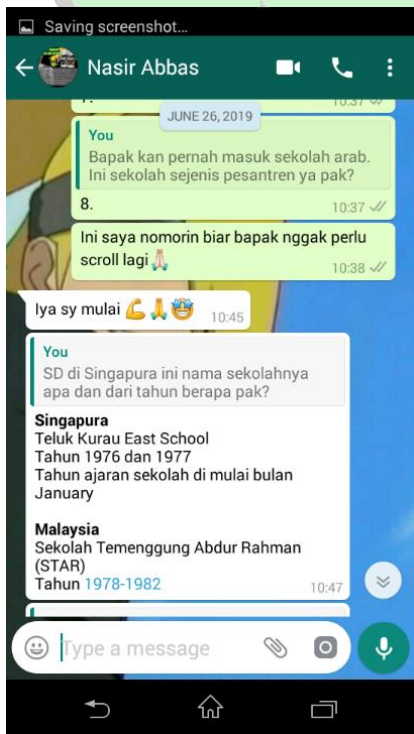 Saving screenshot...
Nasir Abbas
JUNE 26, 2019
10:37
You
Bapak kan pernah masuk sekolah arab.
Ini sekolah sejenis pesantren ya pak?
8.
10:37
Ini saya nomorin biar bapak nggak perlu
scroll lagi🙏
10:38
Iya sy mulai 💪🙏🤩
10:45
You
SD di Singapura ini nama sekolahnya
apa dan dari tahun berapa pak?
Singapura
Teluk Kurau East School
Tahun 1976 dan 1977
Tahun ajaran sekolah di mulai bulan
January
Malaysia
Sekolah Temenggung Abdur Rahman
(STAR)
Tahun 1978-1982
10:47
Type a message